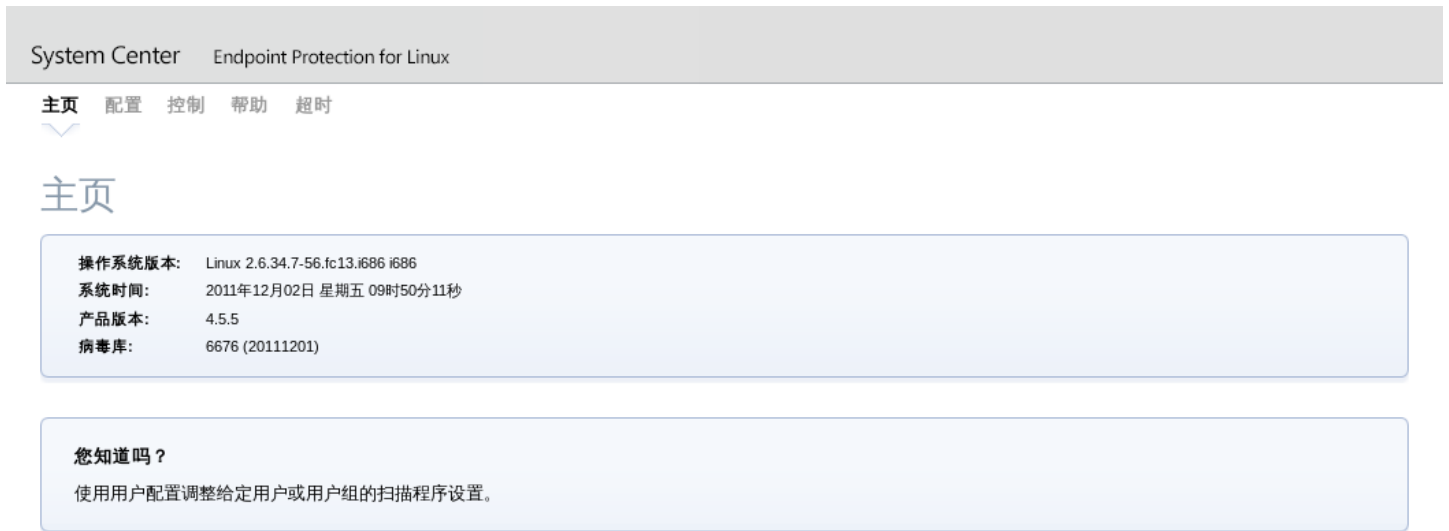 System Center Endpoint Protection for Linux
主页 配置 控制 帮助 超时
主页
操作系统版本: Linux 2.6.34.7-56.fc13.i686 i686
系统时间: 2011年12月02日 星期五 09时50分11秒
产品版本: 4.5.5
病毒库: 6676 (20111201)
您知道吗？
使用用户配置调整给定用户或用户组的扫描程序设置。